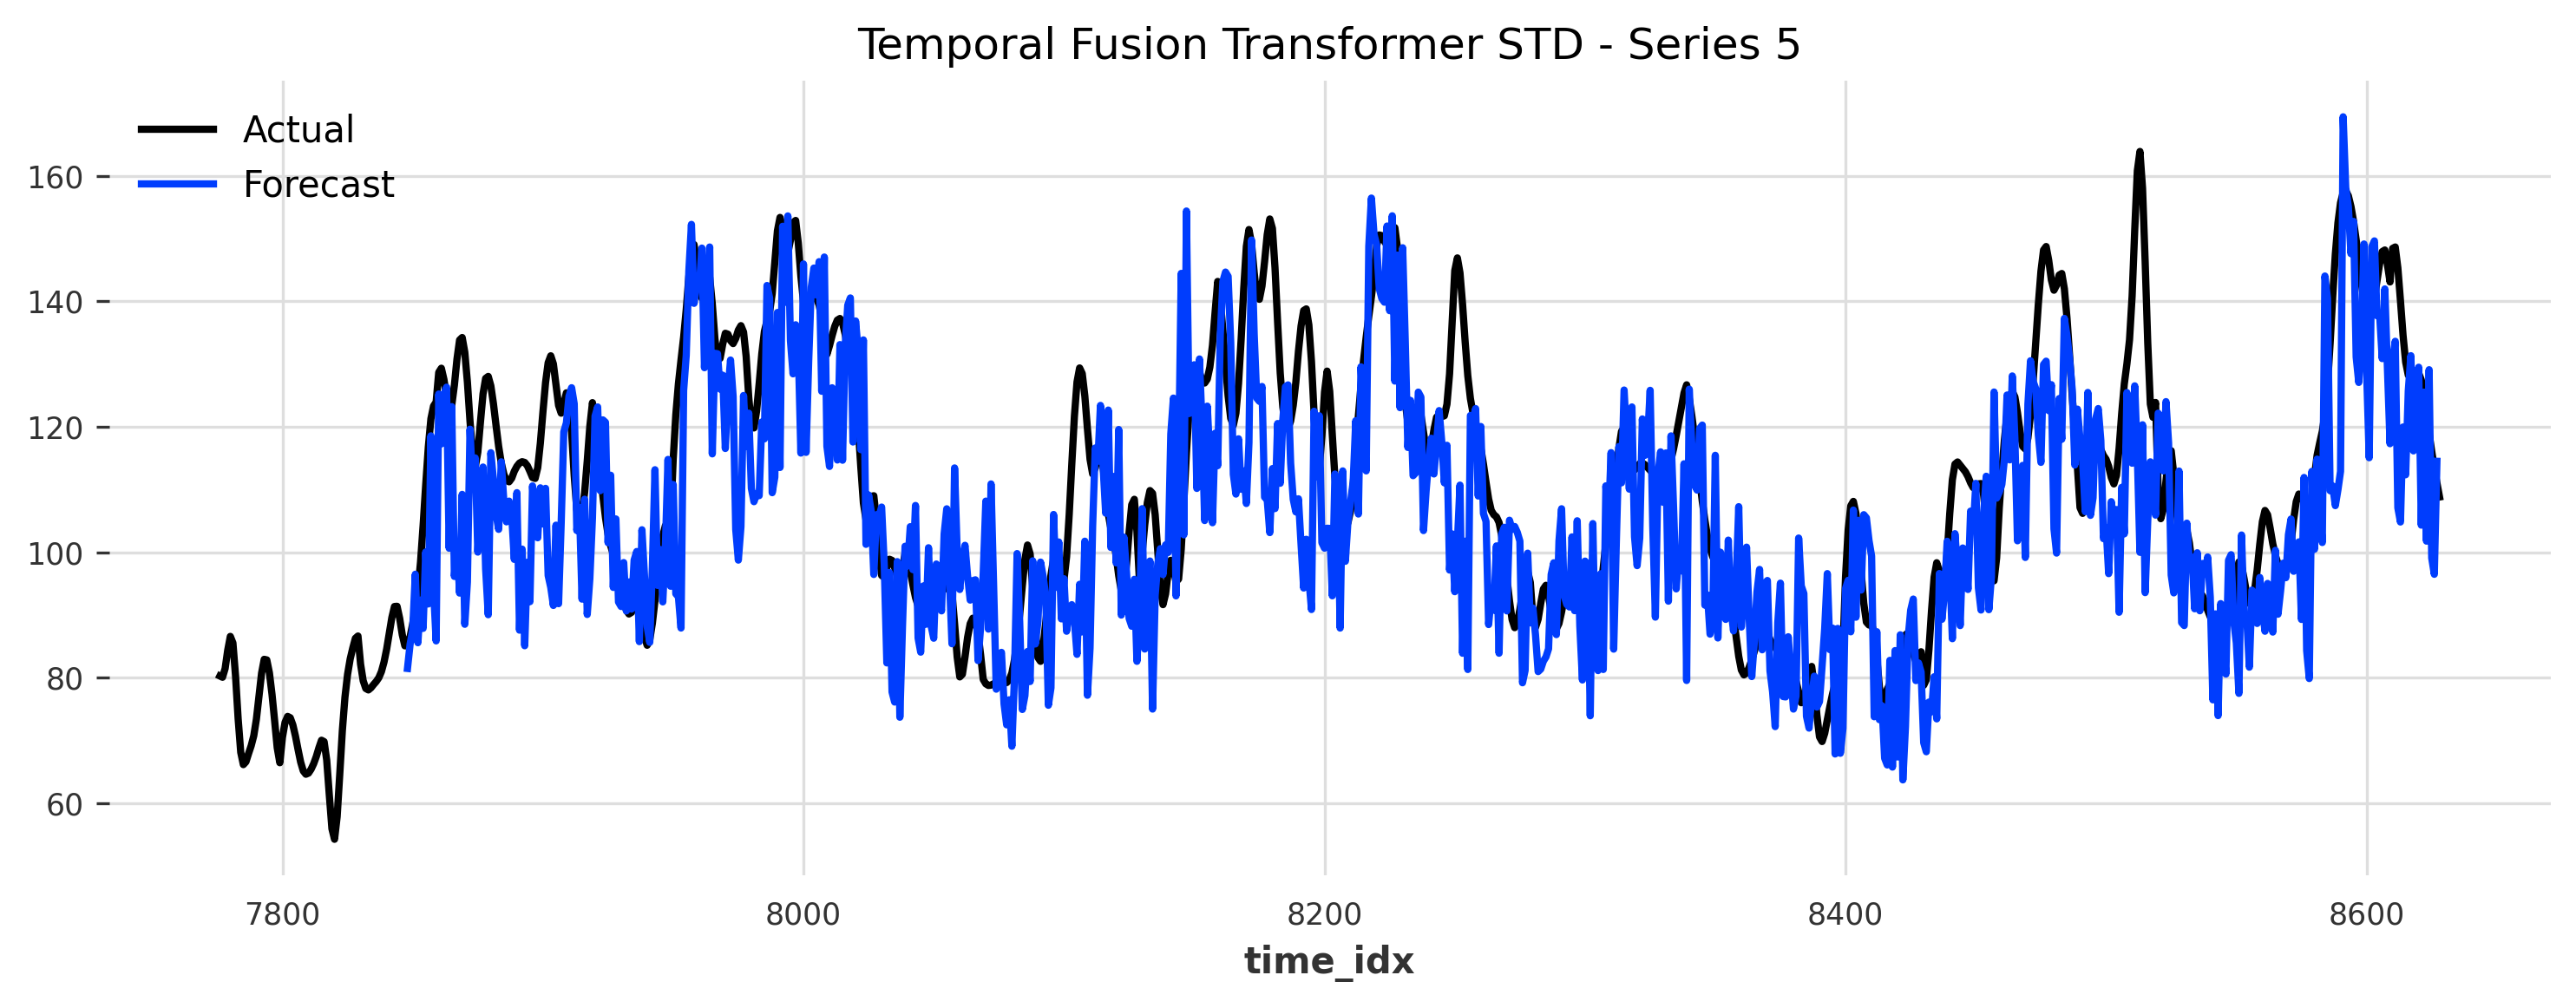 Temporal Fusion Transformer STD - Series 5
Actual
Forecast
160
140
120
100
80
60
7800 8000 8200 8400 8600
time_idx